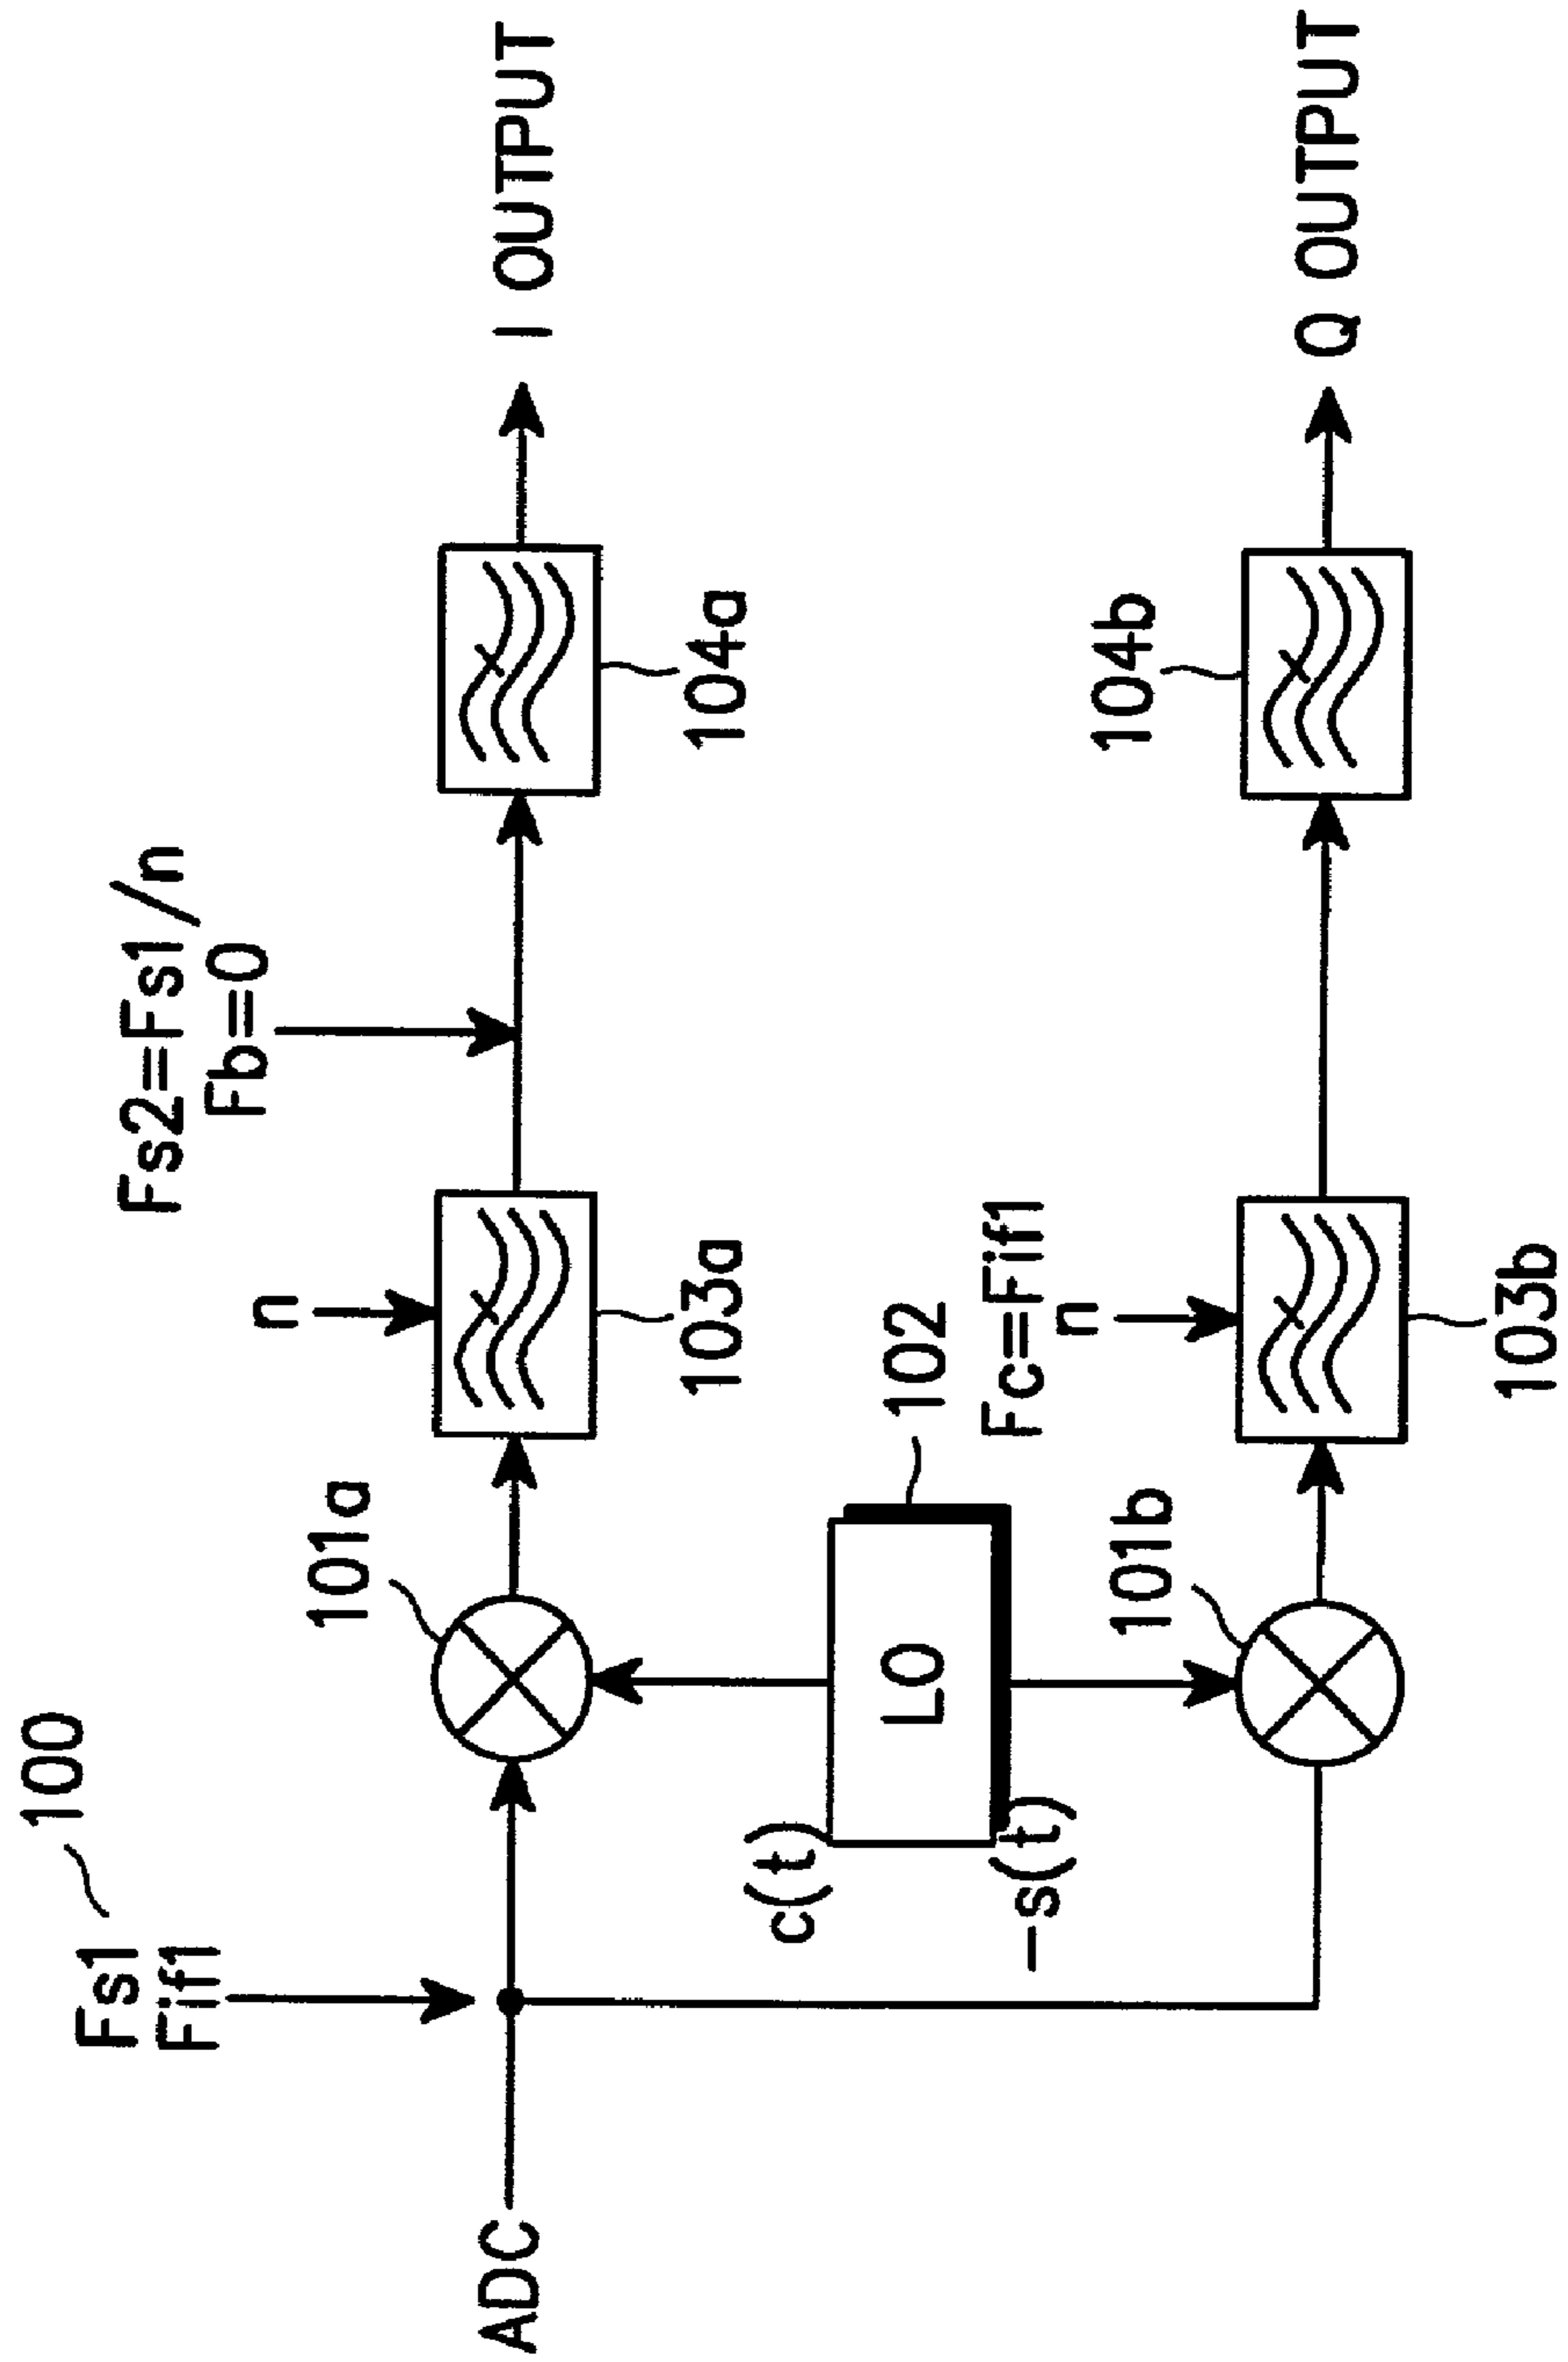 100
Fs1
Fif1
ADC
101a
n
103a
Fs2=Fs1/n
Fb=0
104a
I OUTPUT
c(t)
LO
-s(t)
102
Fc=Fif1
n
101b
103b
104b
Q OUTPUT